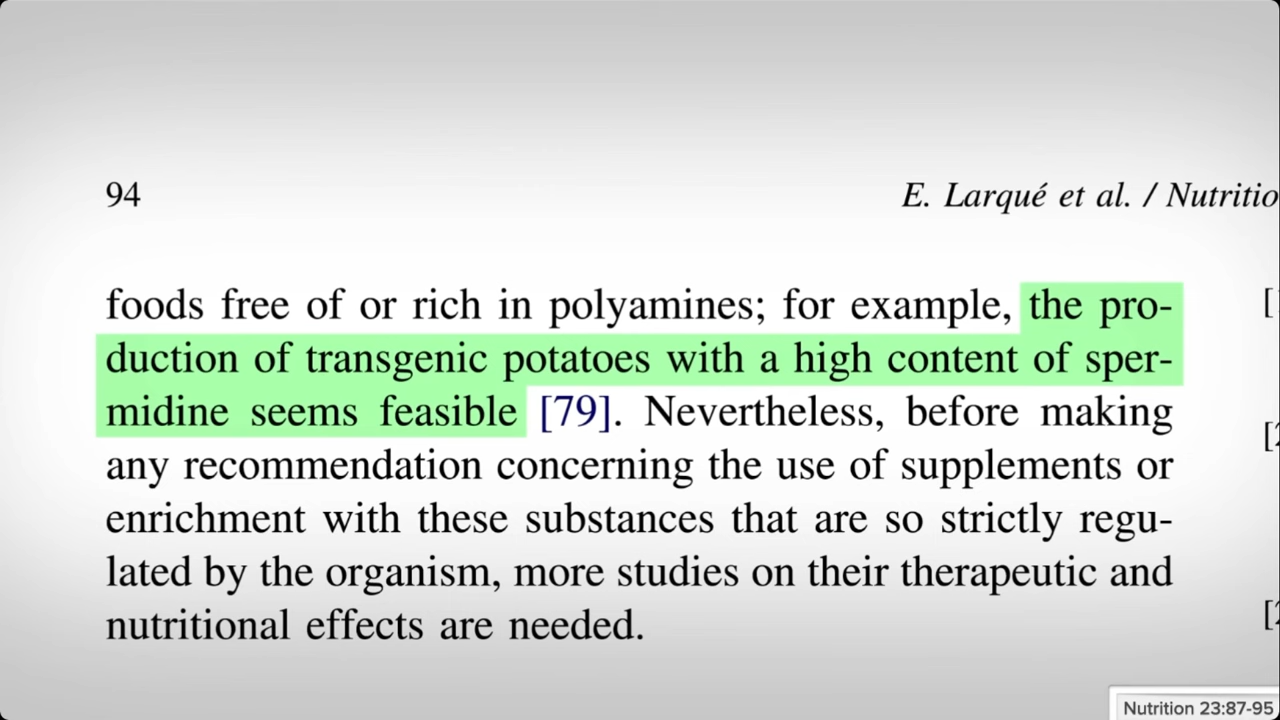 94
E. Larqué et al. / Nutritio
foods free of or rich in polyamines; for example, the pro-
duction of transgenic potatoes with a high content of sper-
midine seems feasible [79]. Nevertheless, before making
any recommendation concerning the use of supplements or
enrichment with these substances that are so strictly regu-
lated by the organism, more studies on their therapeutic and
nutritional effects are needed.
Nutrition 23:87-95